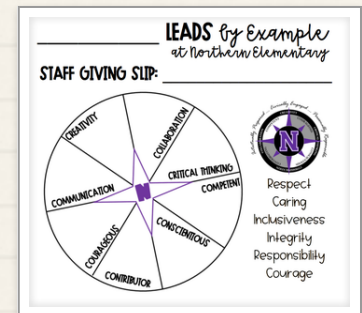 LEADS by Example
at Northern Elementary
STAFF GIVING SLIP:
CREATIVITY
COLLABORATION
CRITICAL THINKING
COMPETENT
COMMUNICATION
CONSCIENTIOUS
COURAGEOUS
CONTRIBUTOR
N
N
Respect
Caring
Inclusiveness
Integrity
Responsibility
Courage